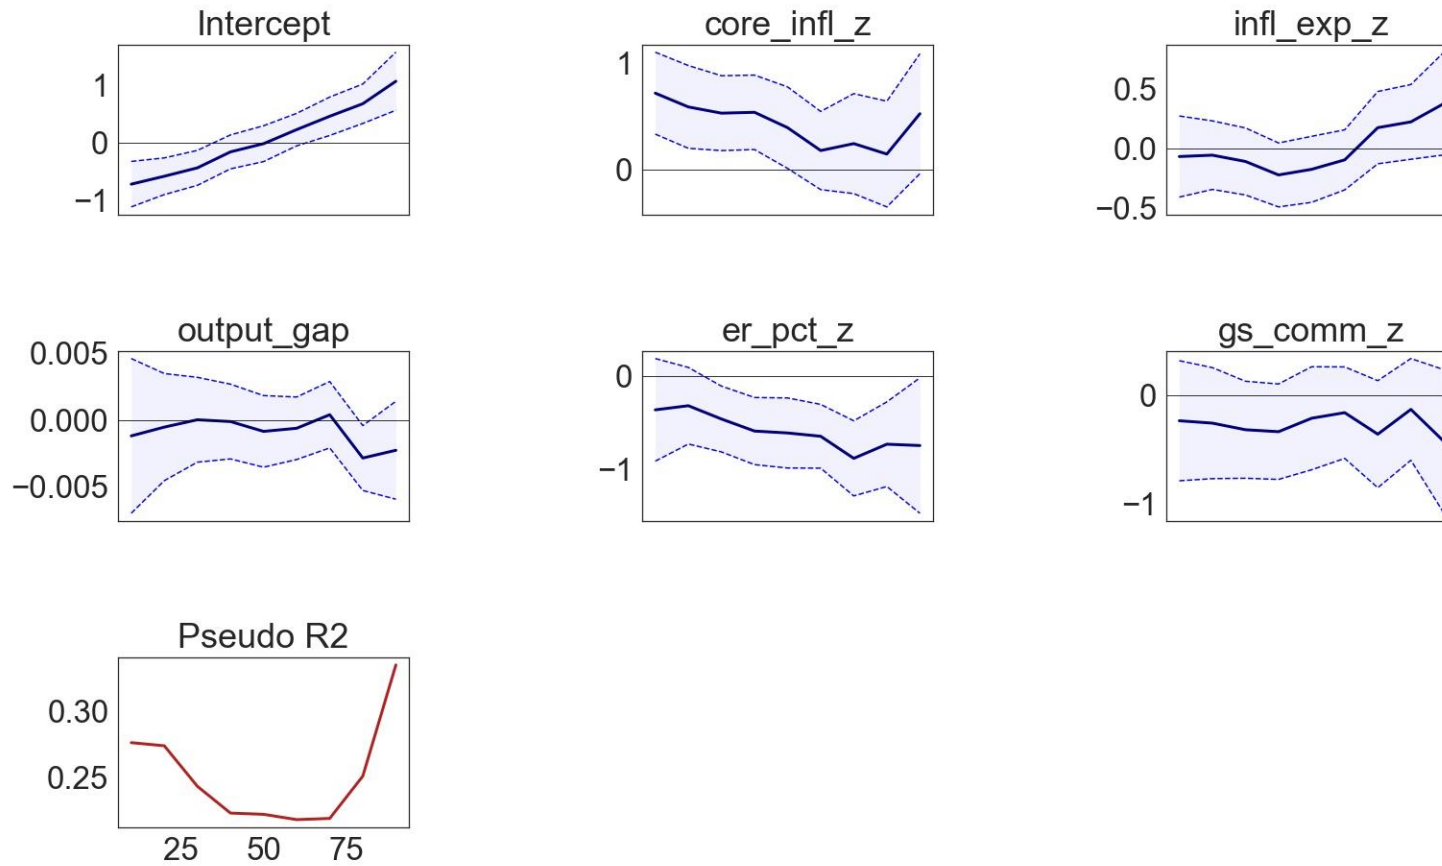 Intercept
core_infl_z
infl_exp_z
1
0
−1
1
0
0.5
0.0
−0.5
output_gap
er_pct_z
gs_comm_z
0.005
0.000
−0.005
0
−1
0
−1
Pseudo R2
0.30
0.25
25 50 75